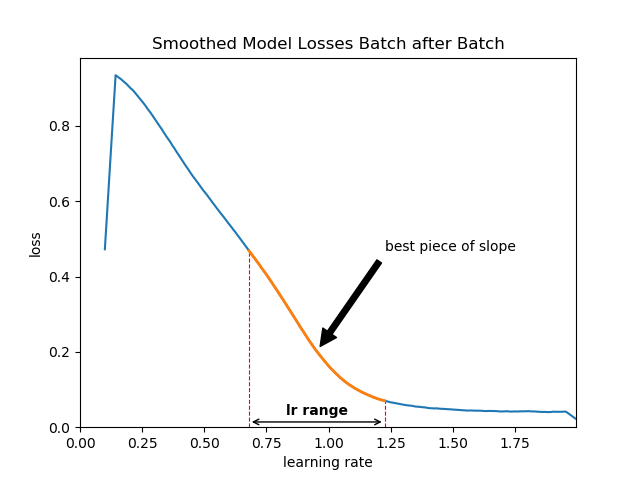 Smoothed Model Losses Batch after Batch
0.8
0.6
0.4
0.2
0.0
loss
best piece of slope
lr range
0.00 0.25 0.50 0.75 1.00 1.25 1.50 1.75
learning rate